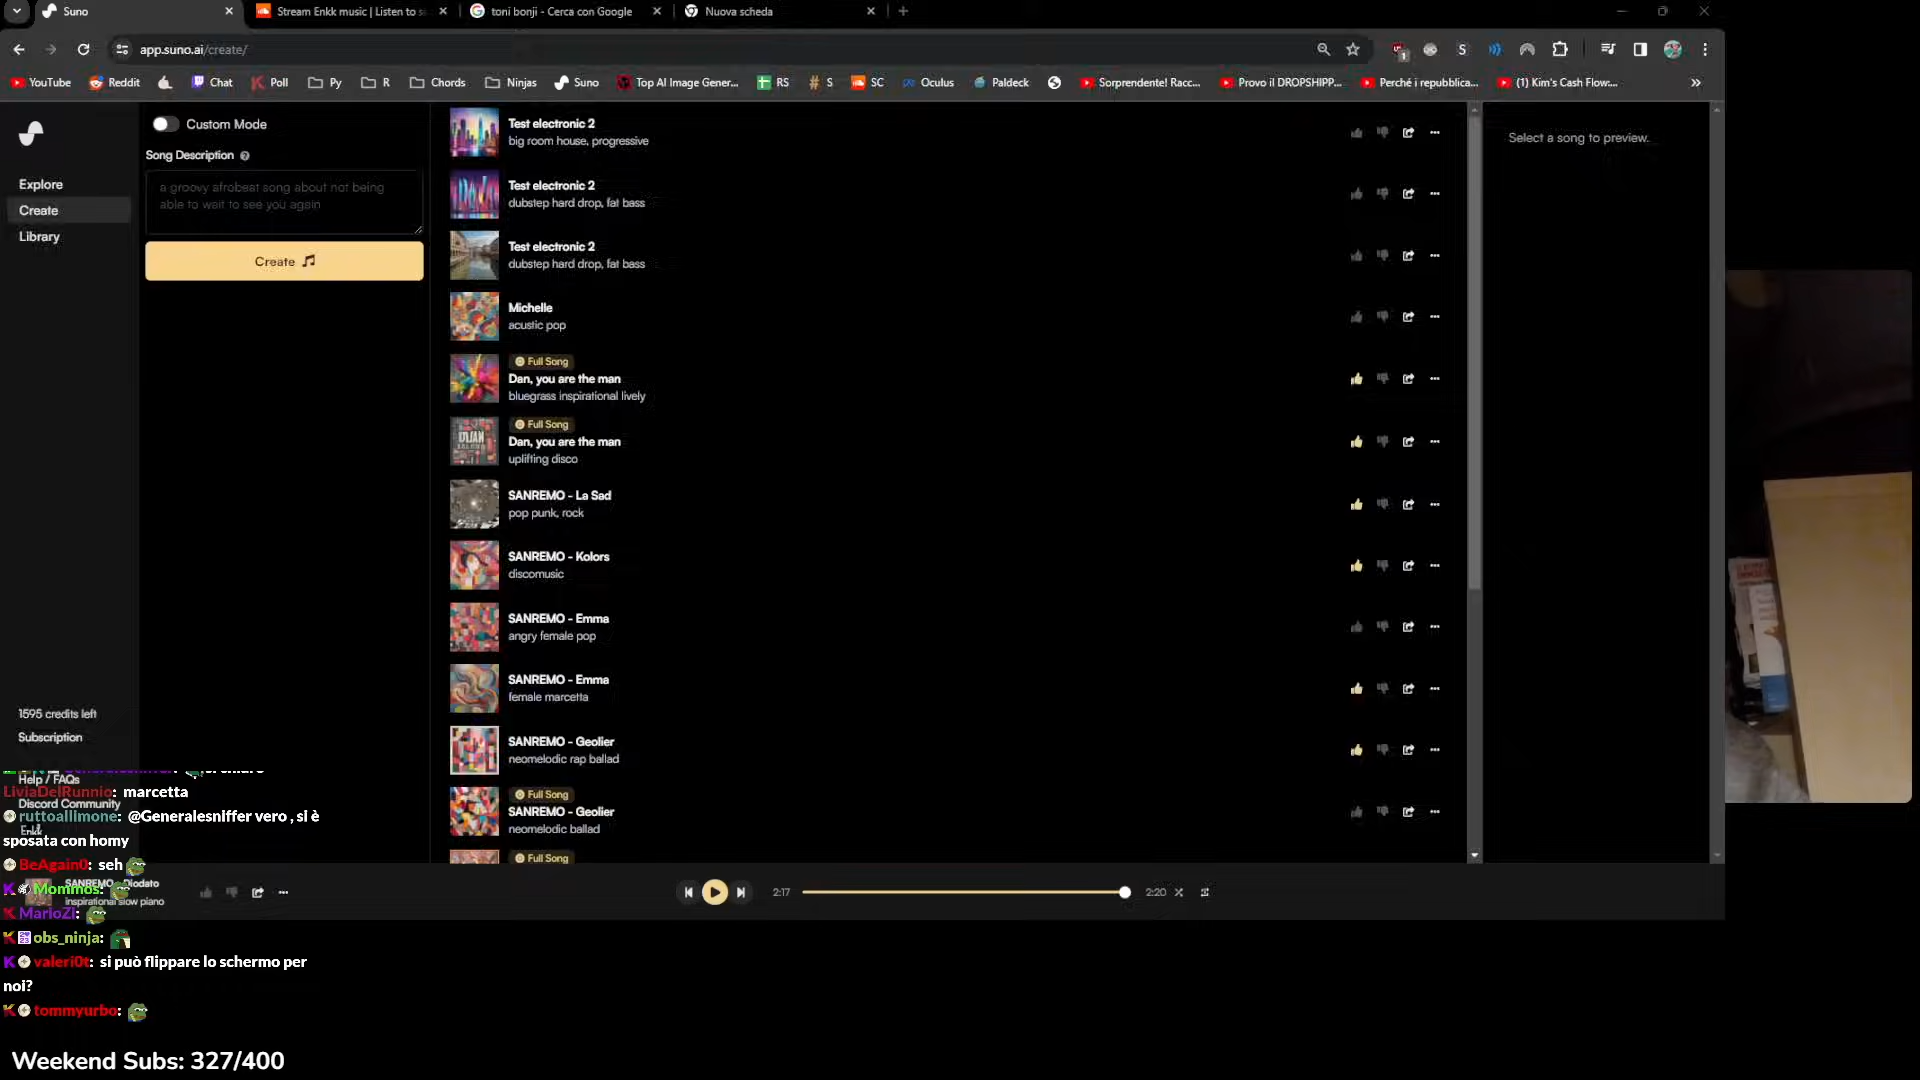 Suno
Stream Enkk music | Listen to s
toni bonji - Cerca con Google
Nuova scheda
app.suno.ai/create/
S
1
YouTube
Reddit
Chat
Poll
Py
R
Chords
Ninjas
Suno
Top AI Image Gener...
RS
S
SC
Oculus
Paldeck
Sorprendente! Racc...
Provo il DROPSHIPP...
Perché i repubblica...
(1) Kim's Cash Flow:...
Explore
Create
Library
Custom Mode
Song Description
a groovy afrobeat song about not being
able to wait to see you again
Create
Test electronic 2
big room house, progressive
Test electronic 2
dubstep hard drop, fat bass
Test electronic 2
dubstep hard drop, fat bass
Michelle
acustic pop
Full Song
Dan, you are the man
bluegrass inspirational lively
Full Song
Dan, you are the man
uplifting disco
SANREMO - La Sad
pop punk, rock
SANREMO - Kolors
discomusic
SANREMO - Emma
angry female pop
SANREMO - Emma
female marcetta
SANREMO - Geolier
neomelodic rap ballad
Full Song
SANREMO - Geolier
neomelodic ballad
Full Song
Select a song to preview.
1595 credits left
Subscription
Help / FAQs
LiviaDelRunnio: marcetta
Discord Community
ruttoallimone: @Generalesniffer vero , si è
Enkk
sposata con homy
BeAgain0: seh
SANREMO - Diodato
Mommos:
inspirational slow piano
MarioZI:
obs_ninja:
valeri0t: si può flippare lo schermo per
noi?
tommyurbo:
2:17
2:20
Weekend Subs: 327/400